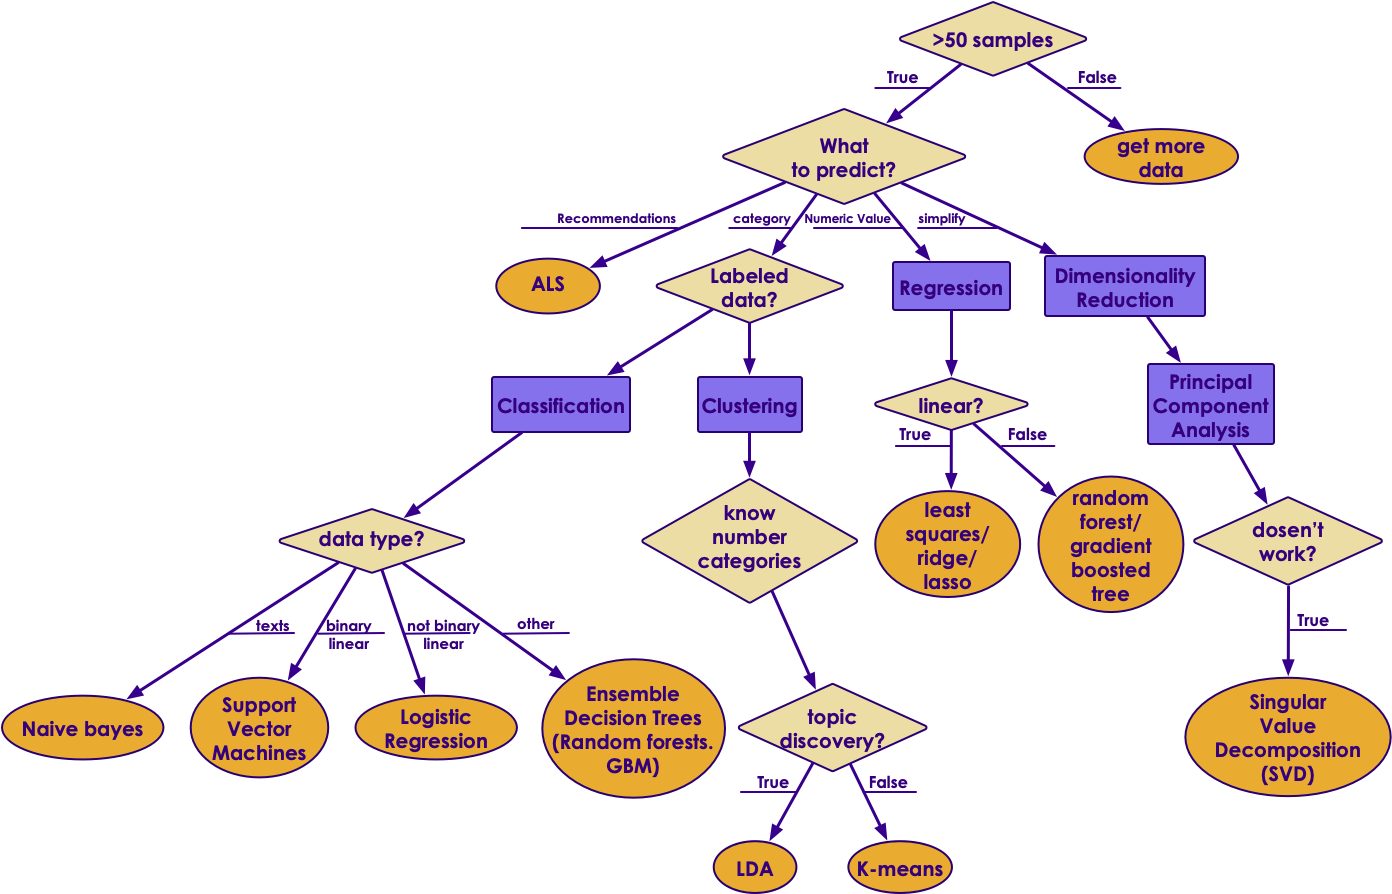 >50 samples
True
False
What
to predict?
get more
data
Recommendations
category
Numeric Value
simplify
ALS
Labeled
data?
Regression
Dimensionality
Reduction
Classification
Clustering
linear?
Principal
Component
Analysis
True
False
data type?
know
number
categories
least
squares/
ridge/
lasso
random
forest/
gradient
boosted
tree
dosen't
work?
texts
binary
linear
not binary
linear
other
True
Naive bayes
Support
Vector
Machines
Logistic
Regression
Ensemble
Decision Trees
(Random forests.
GBM)
topic
discovery?
Singular
Value
Decomposition
(SVD)
True
False
LDA
K-means